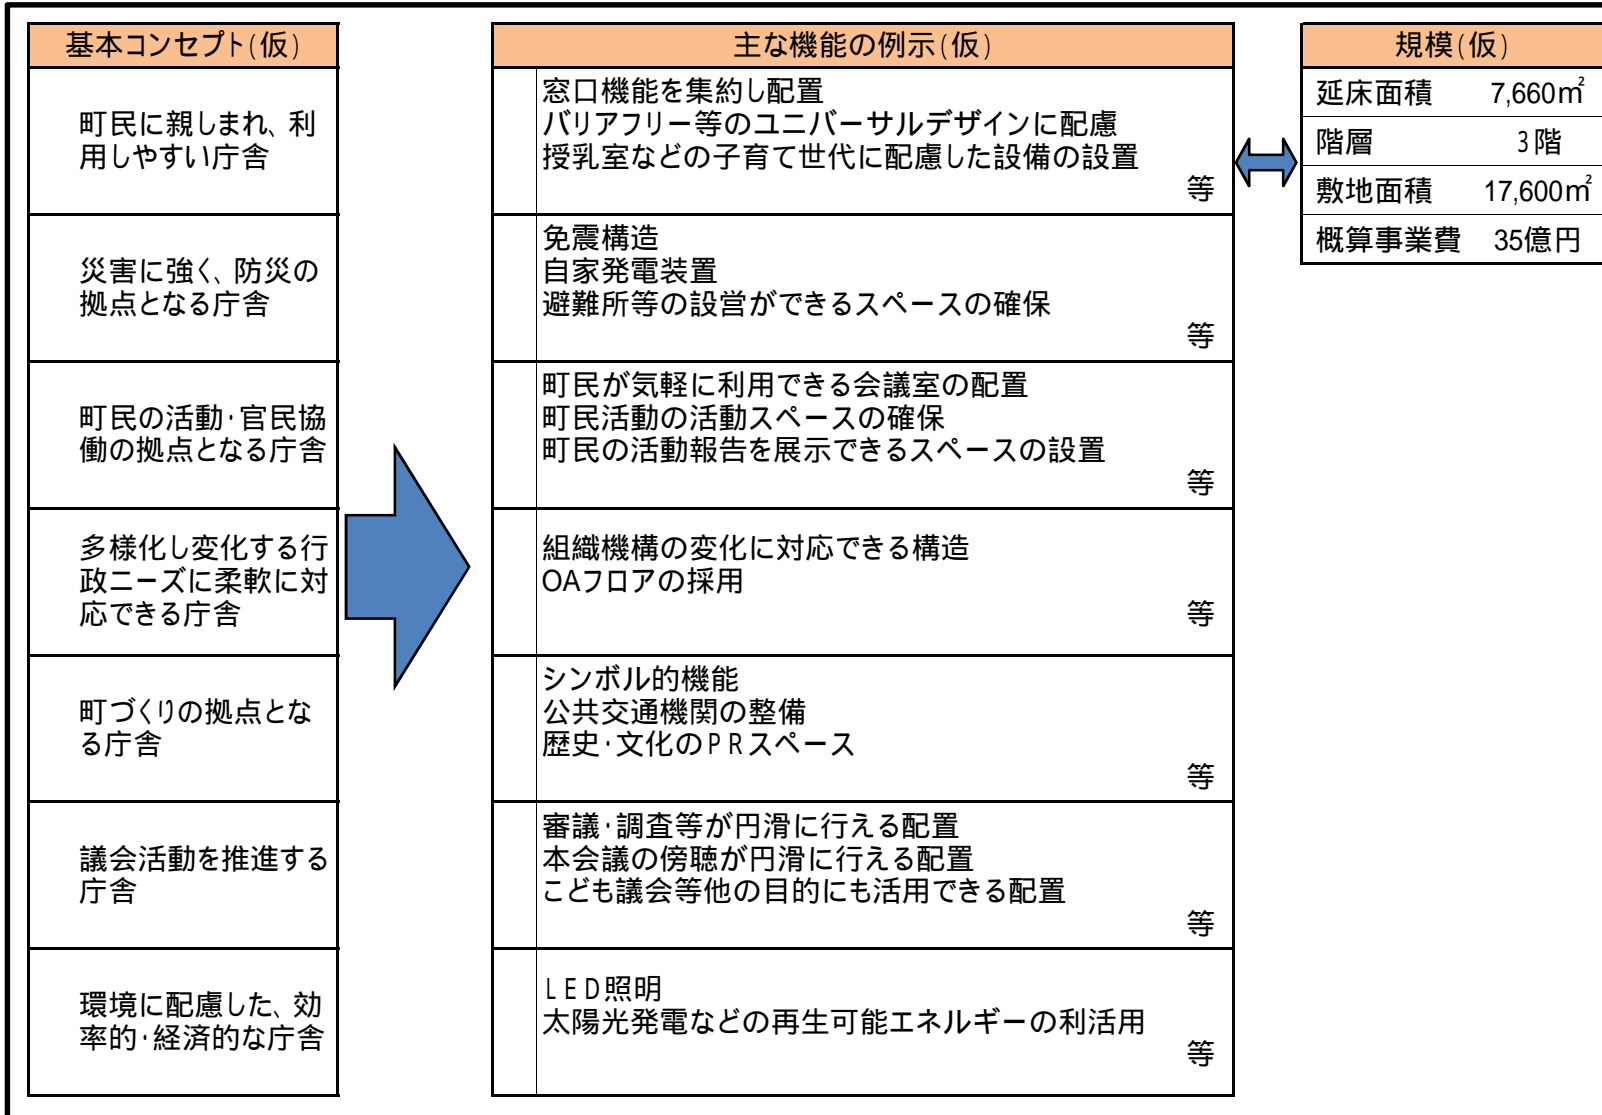 基本コンセプト(仮)
町民に親しまれ、利
用しやすい庁舎
災害に強く、防災の
拠点となる庁舎
町民の活動・官民協
働の拠点となる庁舎
多様化し変化する行
政ニーズに柔軟に対
応できる庁舎
町づくりの拠点とな
る庁舎
議会活動を推進する
庁舎
環境に配慮した、効
率的・経済的な庁舎
主な機能の例示(仮)
窓口機能を集約し配置
バリアフリー等のユニバーサルデザインに配慮
授乳室などの子育て世代に配慮した設備の設置
等
免震構造
自家発電装置
避難所等の設営ができるスペースの確保
等
町民が気軽に利用できる会議室の配置
町民活動の活動スペースの確保
町民の活動報告を展示できるスペースの設置
等
組織機構の変化に対応できる構造
OAフロアの採用
等
シンボル的機能
公共交通機関の整備
歴史・文化のPRスペース
等
審議・調査等が円滑に行える配置
本会議の傍聴が円滑に行える配置
こども議会等他の目的にも活用できる配置
等
LED照明
太陽光発電などの再生可能エネルギーの利活用
等
規模(仮)
延床面積 7,660㎡
階層 3階
敷地面積 17,600㎡
概算事業費 35億円